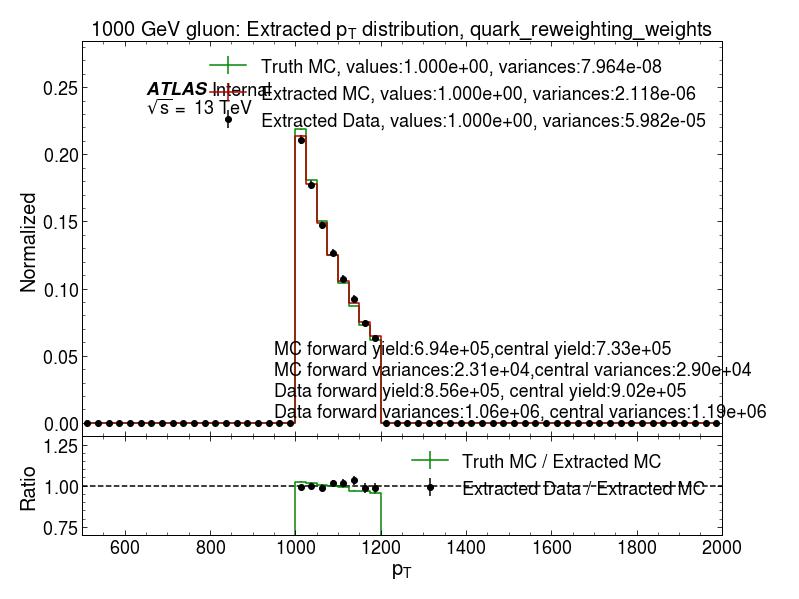 1000 GeV gluon: Extracted pT distribution, quark_reweighting_weights
Truth MC, values:1.000e+00, variances:7.964e-08
ATLAS Internal
Extracted MC, values:1.000e+00, variances:2.118e-06
√s = 13 TeV
Extracted Data, values:1.000e+00, variances:5.982e-05
0.25
0.20
0.15
0.10
0.05
0.00
Normalized
MC forward yield:6.94e+05,central yield:7.33e+05
MC forward variances:2.31e+04,central variances:2.90e+04
Data forward yield:8.56e+05, central yield:9.02e+05
Data forward variances:1.06e+06, central variances:1.19e+06
1.25
1.00
0.75
Ratio
Truth MC / Extracted MC
Extracted Data / Extracted MC
600 800 1000 1200 1400 1600 1800 2000
pT